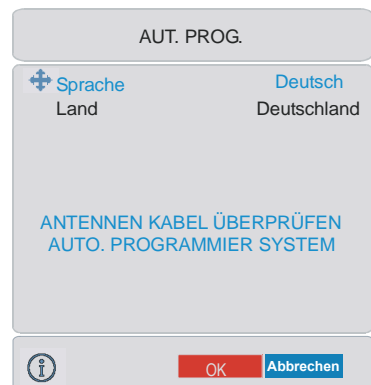 AUT. PROG.
Sprache Deutsch
Land Deutschland
ANTENNEN KABEL ÜBERPRÜFEN
AUTO. PROGRAMMIER SYSTEM
OK Abbrechen